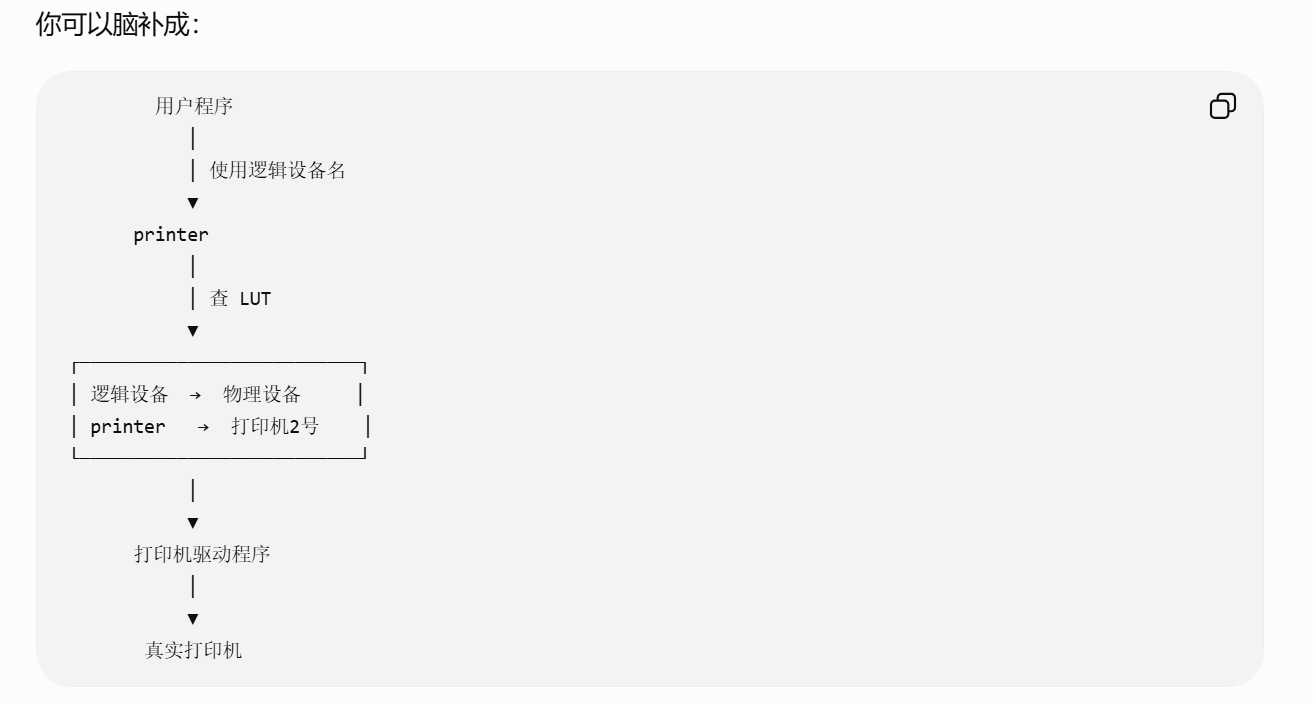 你可以脑补成：
用户程序
│
│ 使用逻辑设备名
▼
printer
│
│ 查 LUT
▼
┌──────────────────────────┐
│ 逻辑设备 → 物理设备 │
│ printer → 打印机2号 │
└──────────────────────────┘
│
▼
打印机驱动程序
│
▼
真实打印机